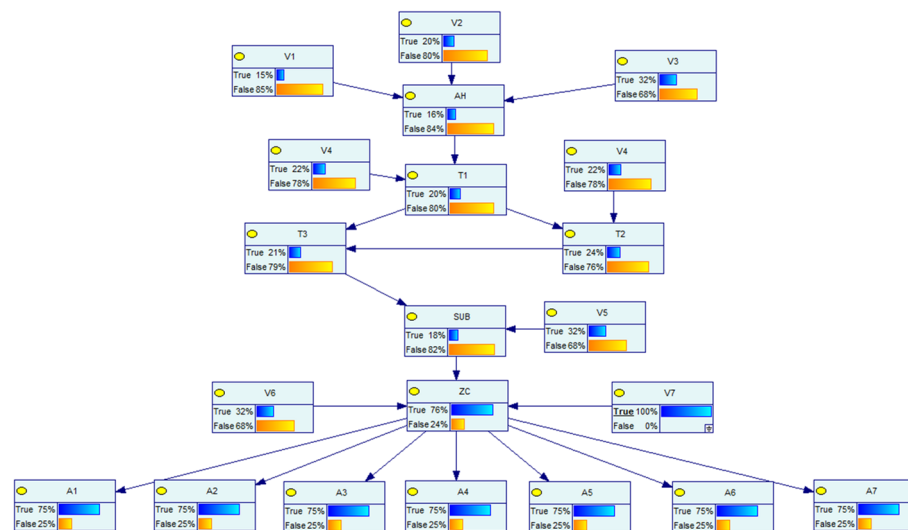 V2
True 20%
False 80%
V1
True 15%
False 85%
V3
True 32%
False 68%
AH
True 16%
False 84%
V4
True 22%
False 78%
V4
True 22%
False 78%
T1
True 20%
False 80%
T3
True 21%
False 79%
T2
True 24%
False 76%
SUB
True 18%
False 82%
V5
True 32%
False 68%
V6
True 32%
False 68%
ZC
True 76%
False 24%
V7
True 100%
False 0%
A1
True 75%
False 25%
A2
True 75%
False 25%
A3
True 75%
False 25%
A4
True 75%
False 25%
A5
True 75%
False 25%
A6
True 75%
False 25%
A7
True 75%
False 25%